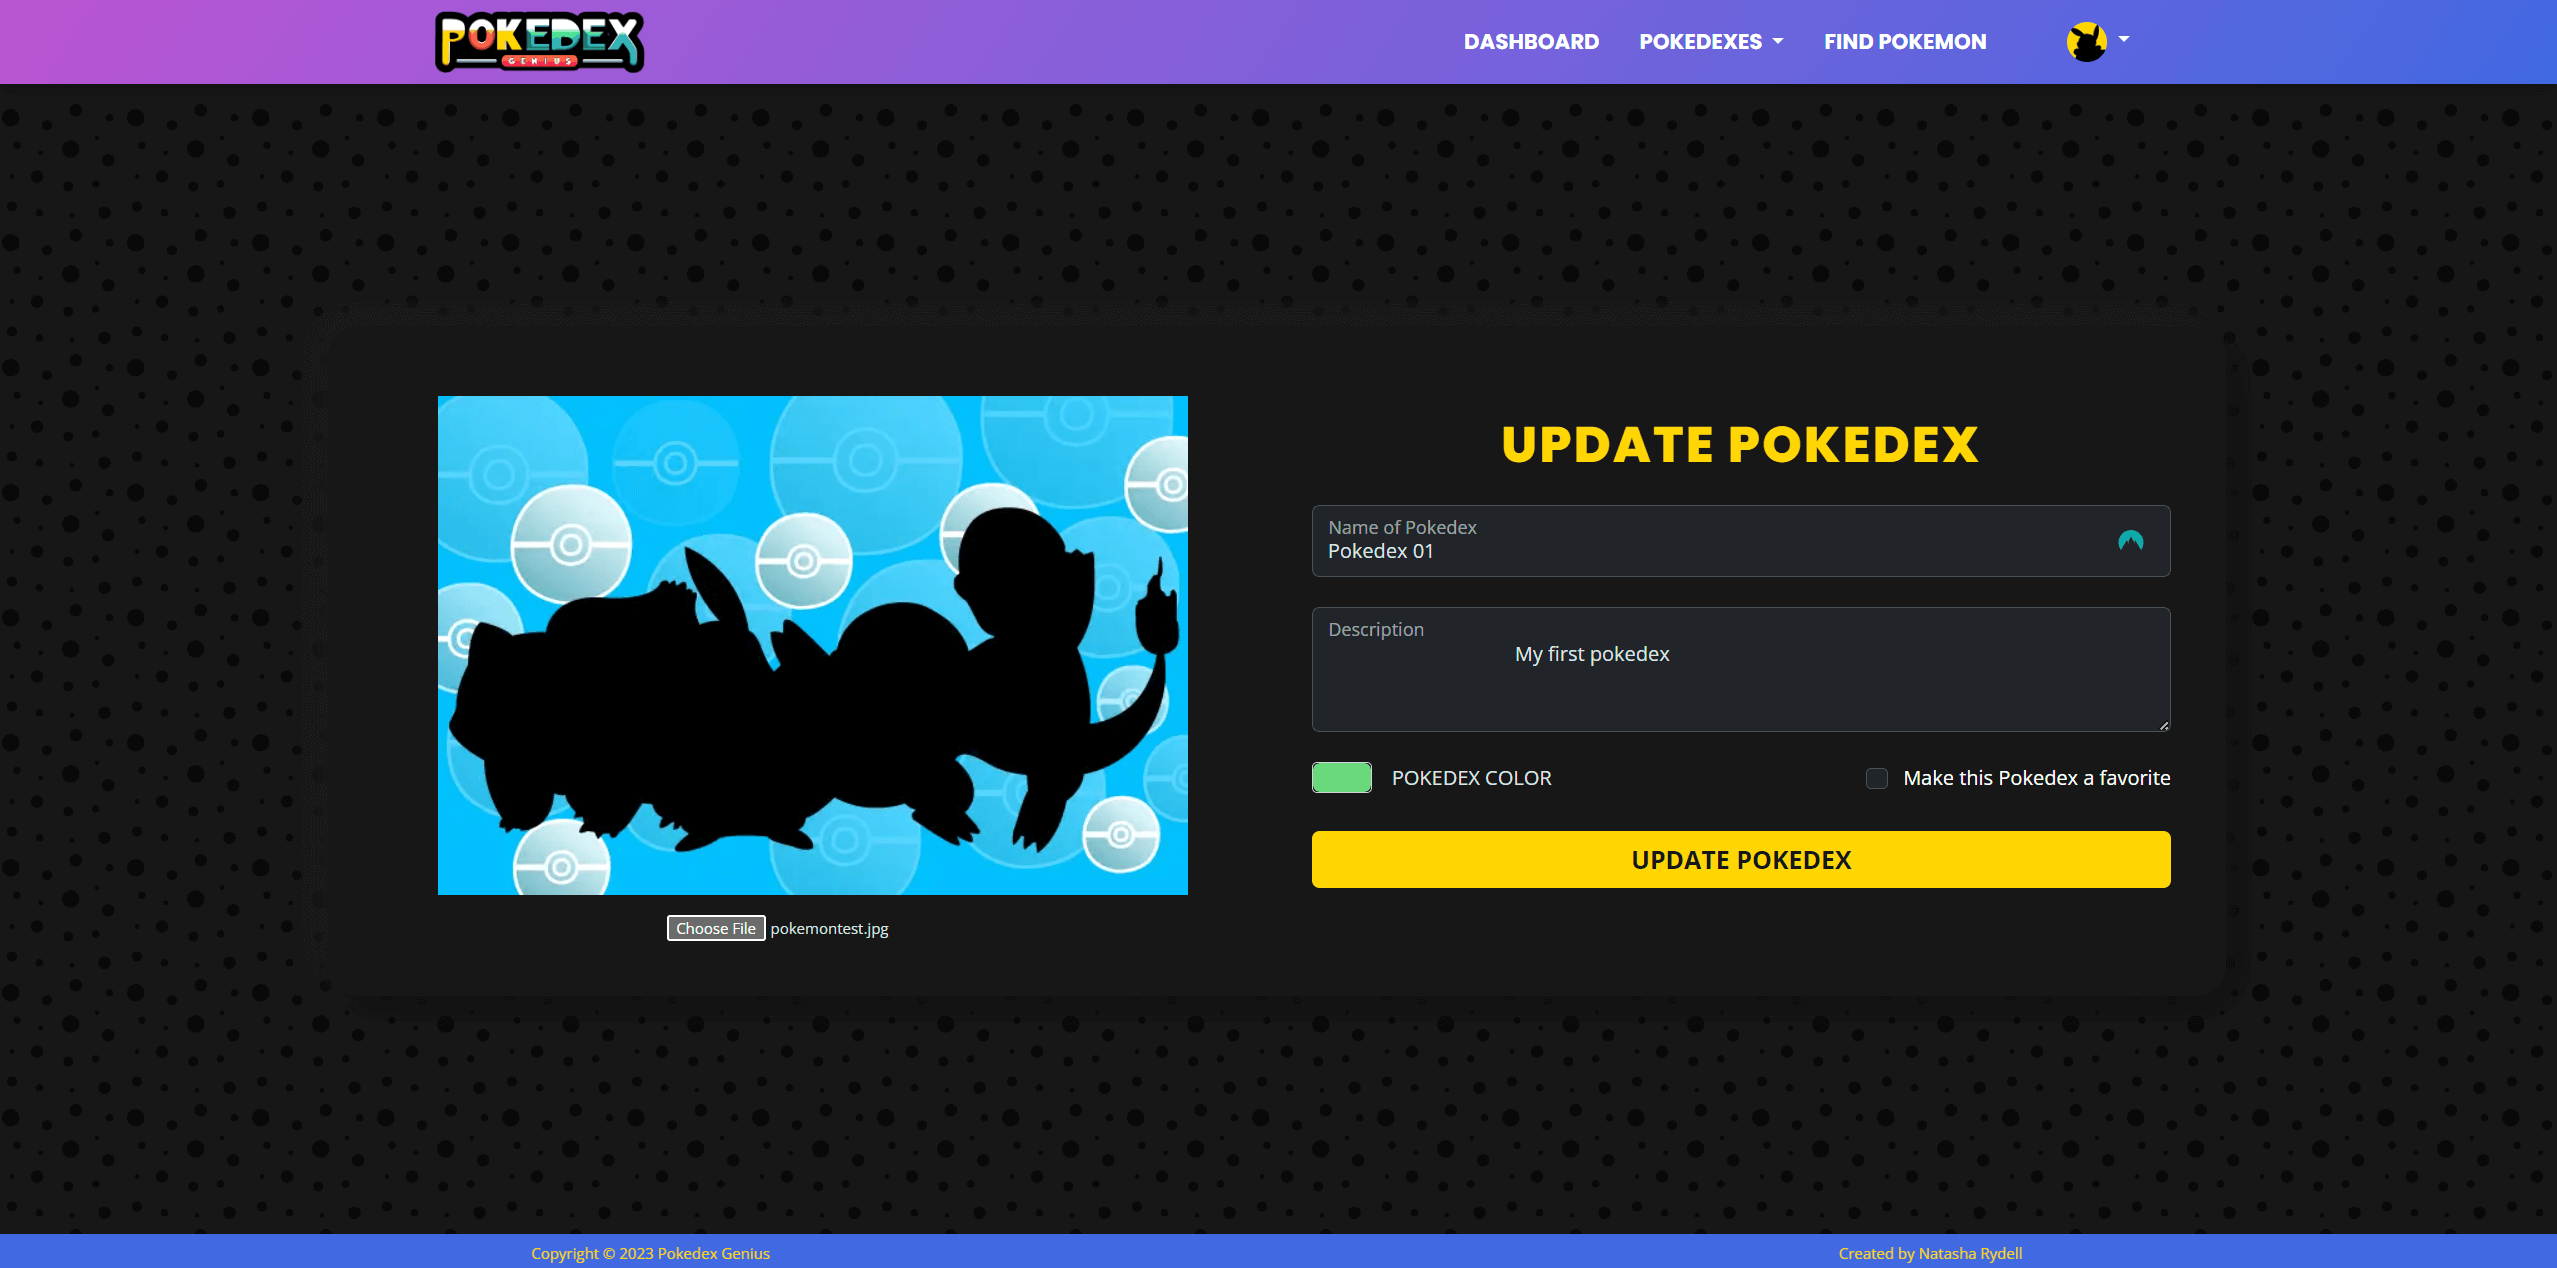 POKEDEX
GENIUS
DASHBOARD
POKEDEXES
FIND POKEMON
UPDATE POKEDEX
Name of Pokedex
Pokedex 01
Description
My first pokedex
POKEDEX COLOR
Make this Pokedex a favorite
UPDATE POKEDEX
Choose File pokemontest.jpg
Copyright © 2023 Pokedex Genius
Created by Natasha Rydell